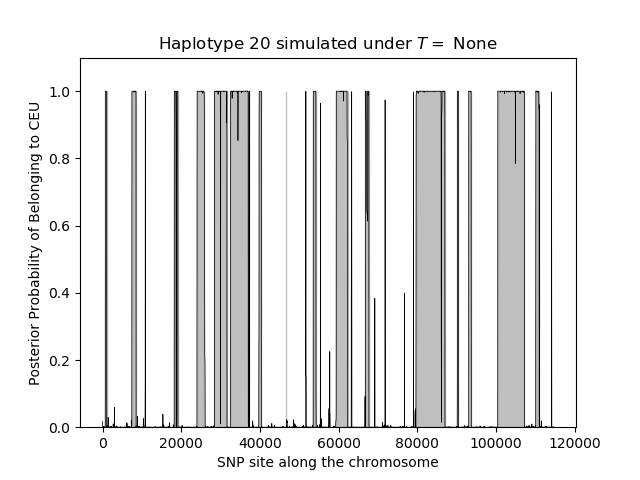 Haplotype 20 simulated under T = None
Posterior Probability of Belonging to CEU
1.0
0.8
0.6
0.4
0.2
0.0
0 20000 40000 60000 80000 100000 120000
SNP site along the chromosome